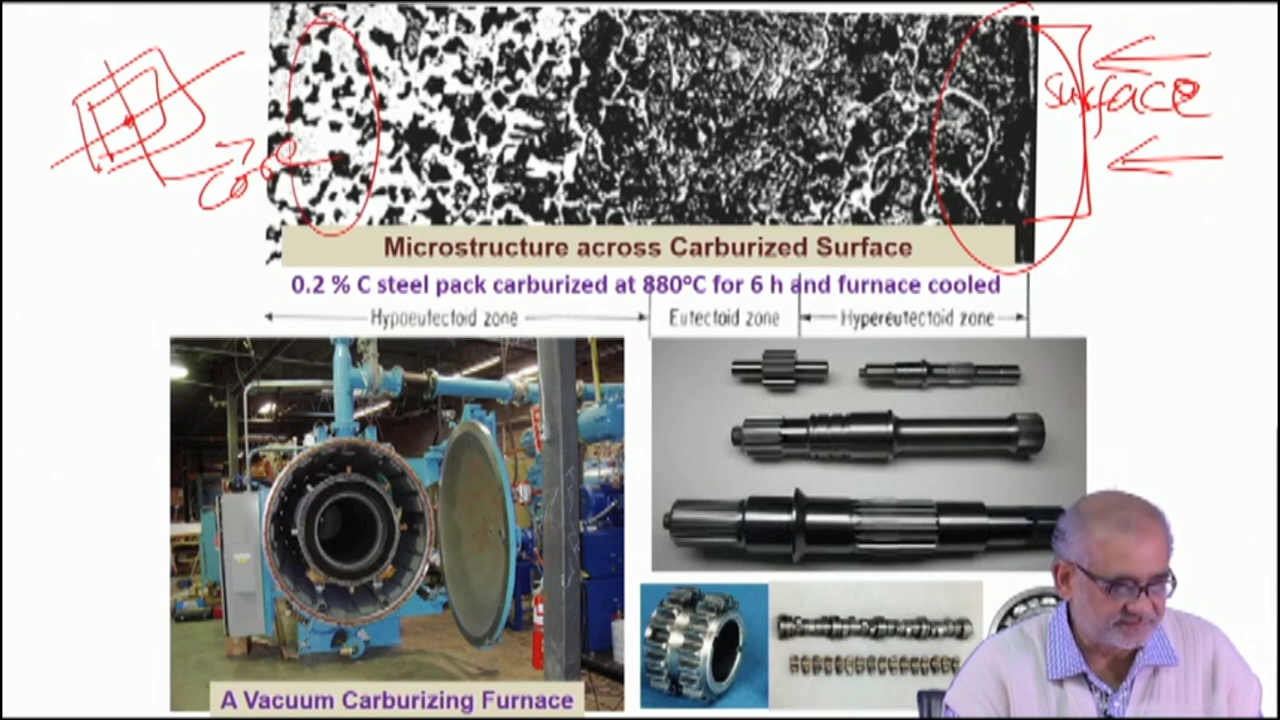 surface
core
Microstructure across Carburized Surface
0.2 % C steel pack carburized at 880°C for 6 h and furnace cooled
Hypoeutectoid zone Eutectoid zone Hypereutectoid zone
A Vacuum Carburizing Furnace